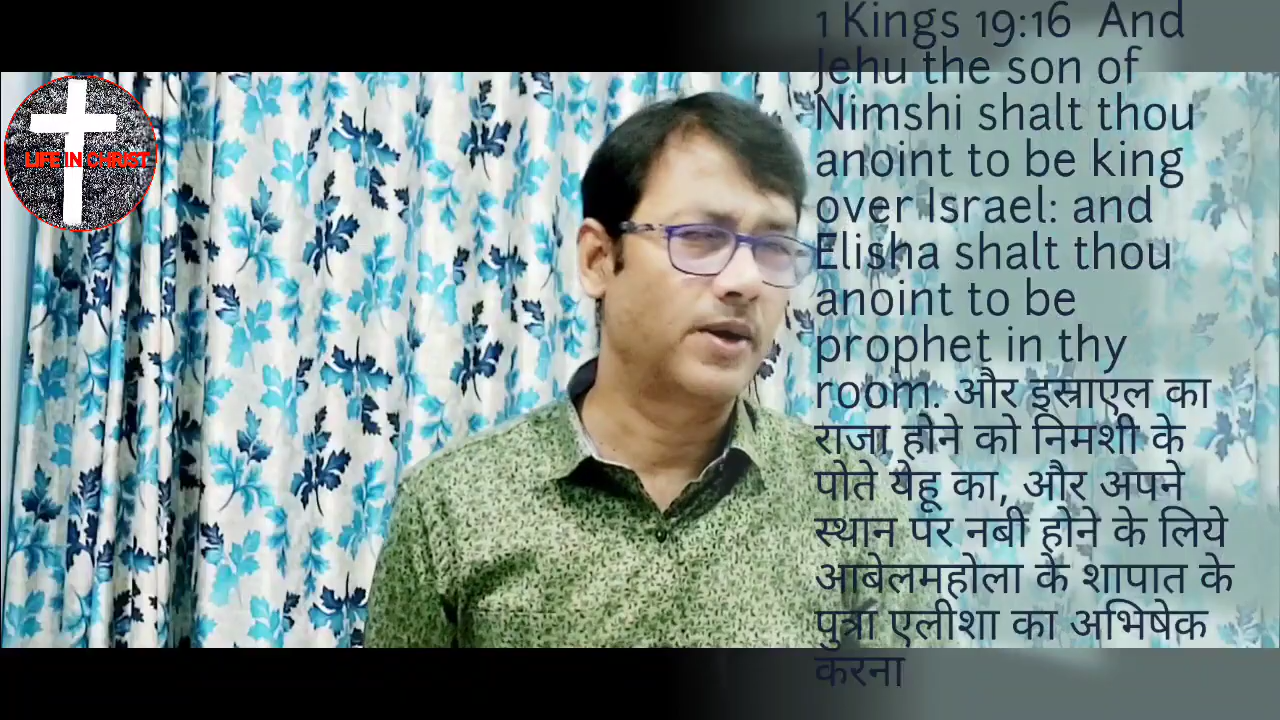 LIFE IN CHRIST
1 Kings 19:16 And
Jehu the son of
Nimshi shalt thou
anoint to be king
over Israel: and
Elisha shalt thou
anoint to be
prophet in thy
room. और इस्राएल का
राजा होने को निमशी के
पोते येहू का, और अपने
स्थान पर नबी होने के लिये
आबेलमहोला के शापात के
पुत्रा एलीशा का अभिषेक
करना